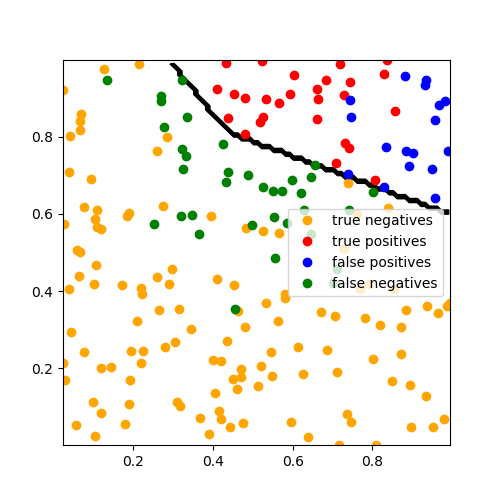 0.8
0.6
0.4
0.2
true negatives
true positives
false positives
false negatives
0.2 0.4 0.6 0.8